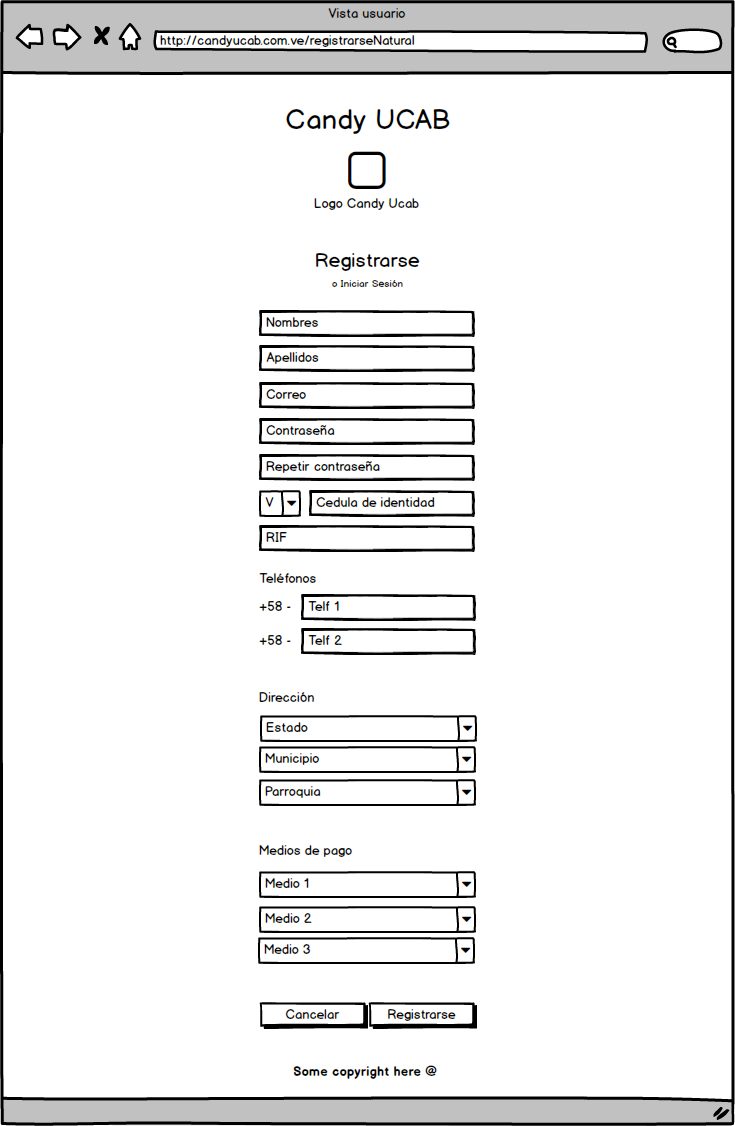 Vista usuario
http://candyucab.com.ve/registrarseNatural
Candy UCAB
Logo Candy Ucab
Registrarse
o Iniciar Sesión
Nombres
Apellidos
Correo
Contraseña
Repetir contraseña
V Cedula de identidad
RIF
Teléfonos
+58 - Telf 1
+58 - Telf 2
Dirección
Estado
Municipio
Parroquia
Medios de pago
Medio 1
Medio 2
Medio 3
Cancelar Registrarse
Some copyright here @